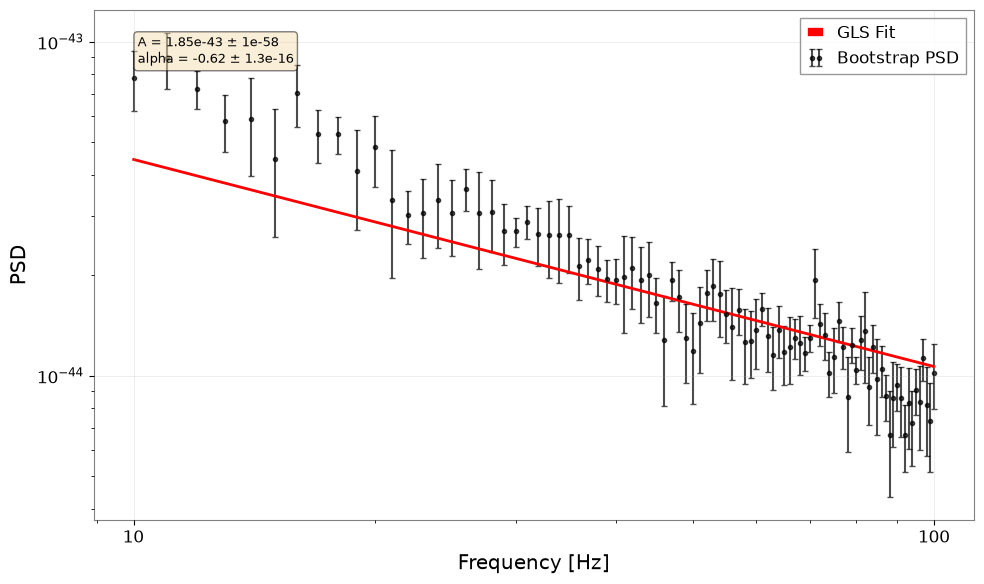 A = 1.85e-43 ± 1e-58
alpha = -0.62 ± 1.3e-16
GLS Fit
Bootstrap PSD
10⁻⁴³
10⁻⁴⁴
PSD
10
100
Frequency [Hz]